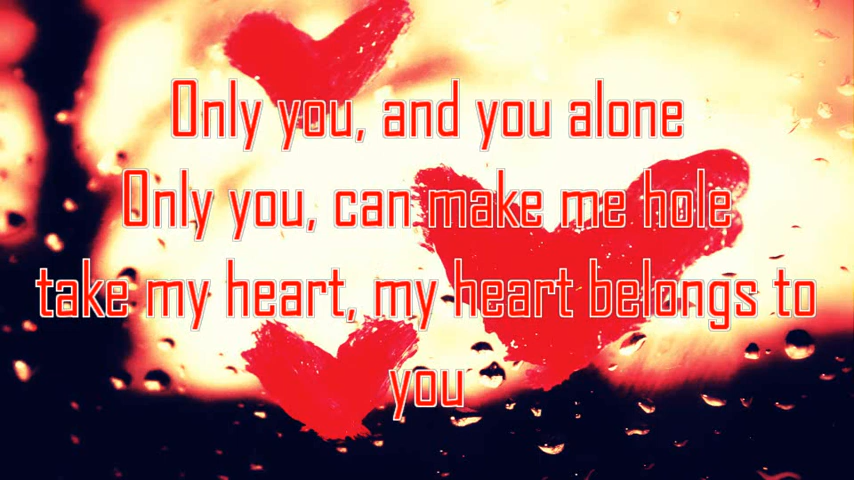 Only you, and you alone
Only you, can make me hole
take my heart, my heart belongs to
you